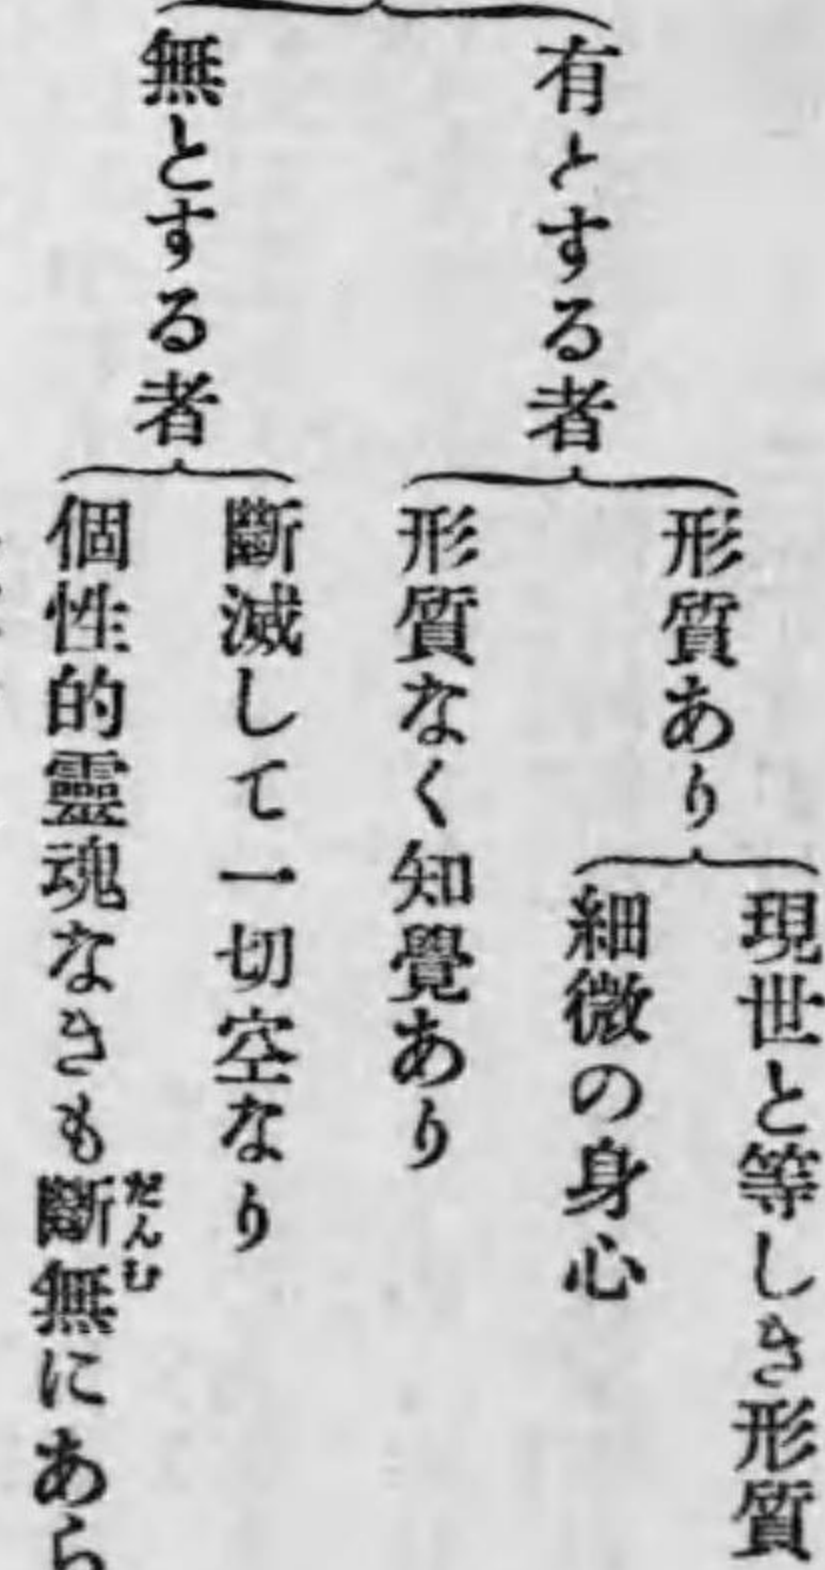 有とする者
形質あり
現世と等しき形質
細微の身心
形質なく知覺あり
無とする者
斷滅して一切空なり
個性的靈魂なきも斷無にあら
だんむ